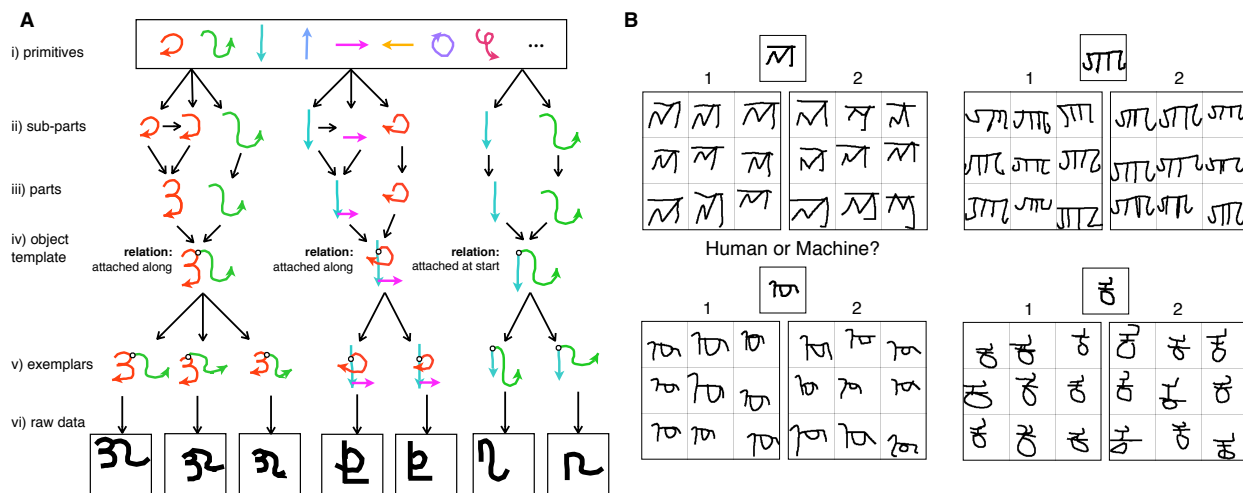 A
i) primitives
...
ii) sub-parts
iii) parts
iv) object
template
relation:
attached along
relation:
attached along
relation:
attached at start
v) exemplars
vi) raw data
B
1 2
1 2
Human or Machine?
1 2
1 2